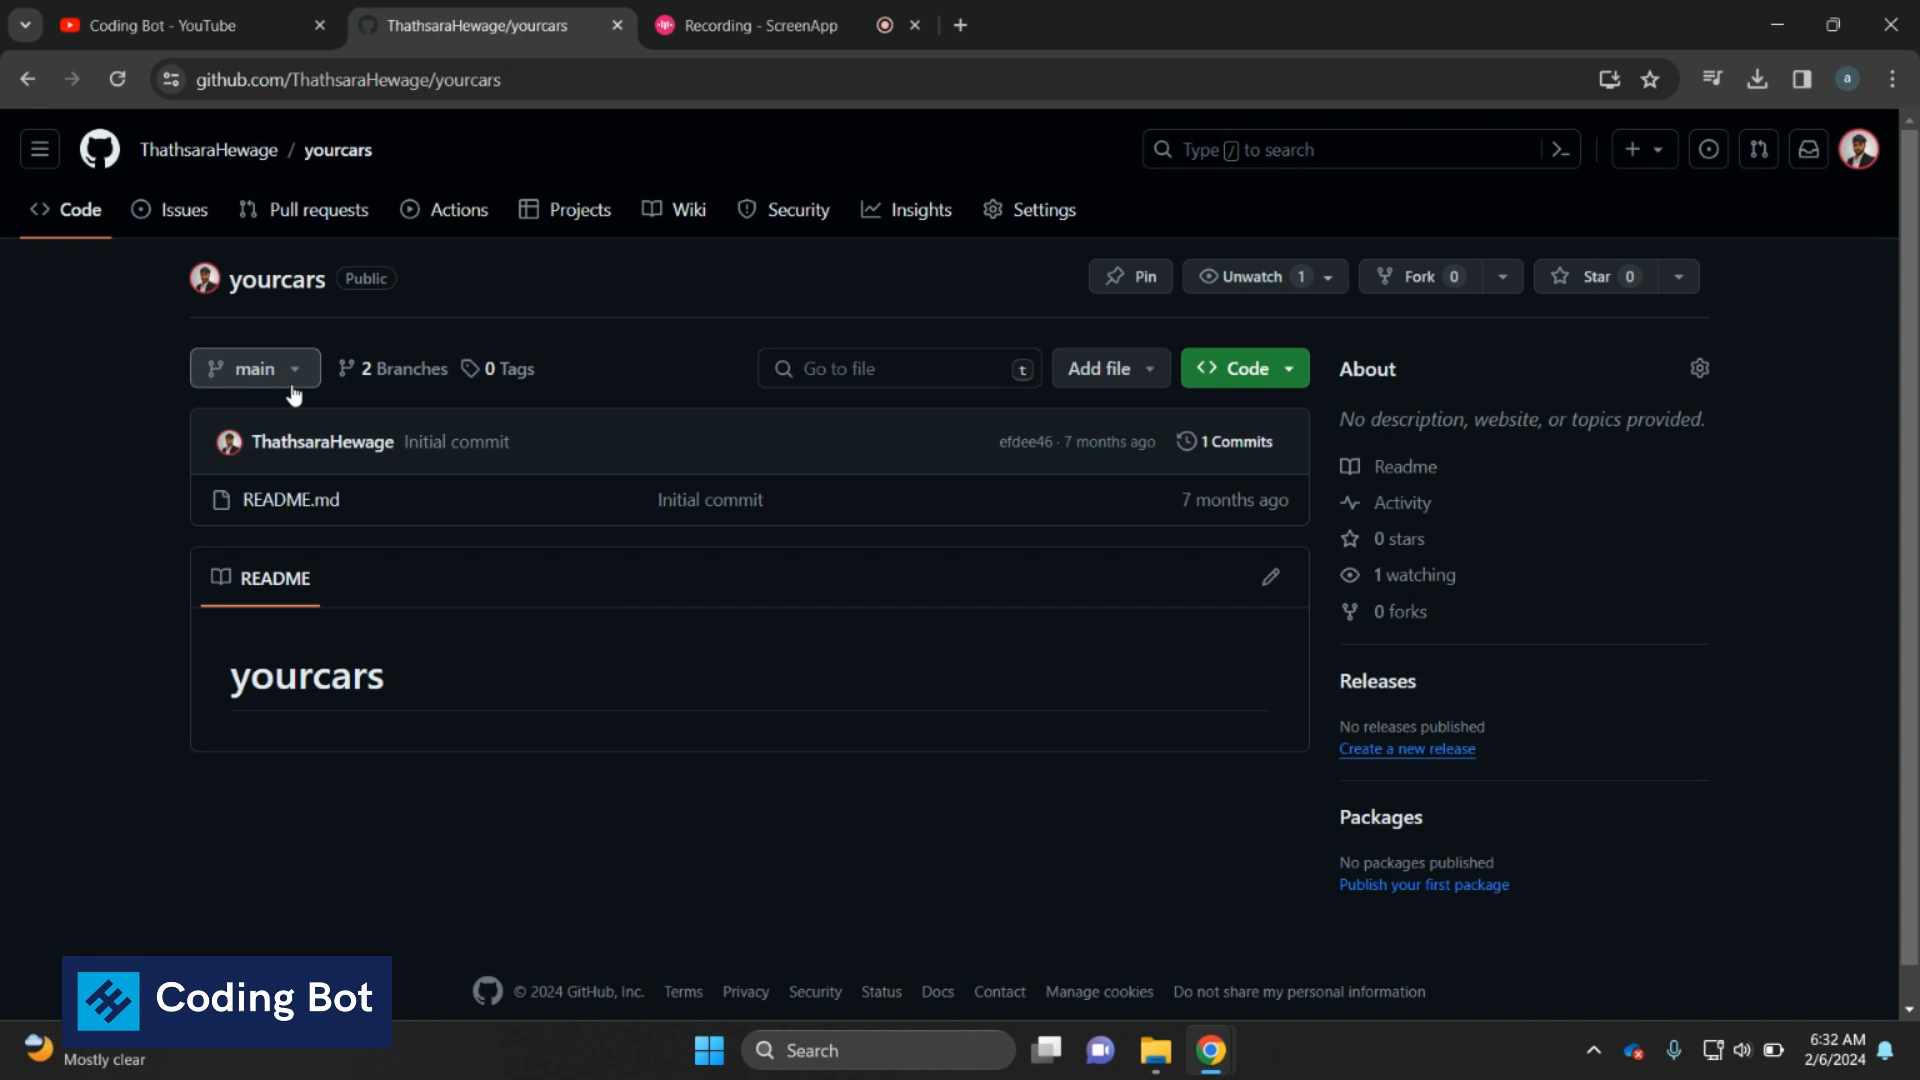 Coding Bot - YouTube
ThathsaraHewage/yourcars
Recording - ScreenApp
github.com/ThathsaraHewage/yourcars
a
ThathsaraHewage / yourcars
Type / to search
Code
Issues
Pull requests
Actions
Projects
Wiki
Security
Insights
Settings
yourcars
Public
Pin
Unwatch 1
Fork 0
Star 0
main
2 Branches
0 Tags
Go to file
t
Add file
Code
ThathsaraHewage Initial commit
efdee46 · 7 months ago
1 Commits
README.md
Initial commit
7 months ago
README
yourcars
About
No description, website, or topics provided.
Readme
Activity
0 stars
1 watching
0 forks
Releases
No releases published
Create a new release
Packages
No packages published
Publish your first package
© 2024 GitHub, Inc.
Terms
Privacy
Security
Status
Docs
Contact
Manage cookies
Do not share my personal information
Coding Bot
Mostly clear
Search
6:32 AM
2/6/2024